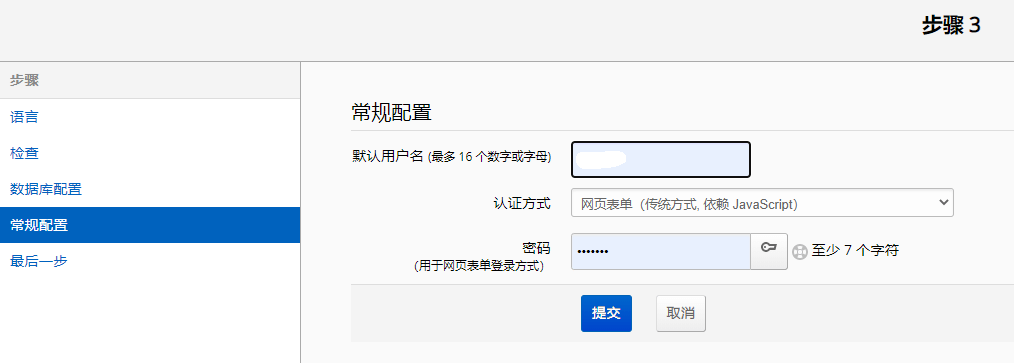 步骤 3
步骤
语言
检查
数据库配置
常规配置
最后一步
常规配置
默认用户名 (最多 16 个数字或字母)
认证方式
网页表单（传统方式, 依赖 JavaScript）
密码
(用于网页表单登录方式)
•••••••
至少 7 个字符
提交
取消